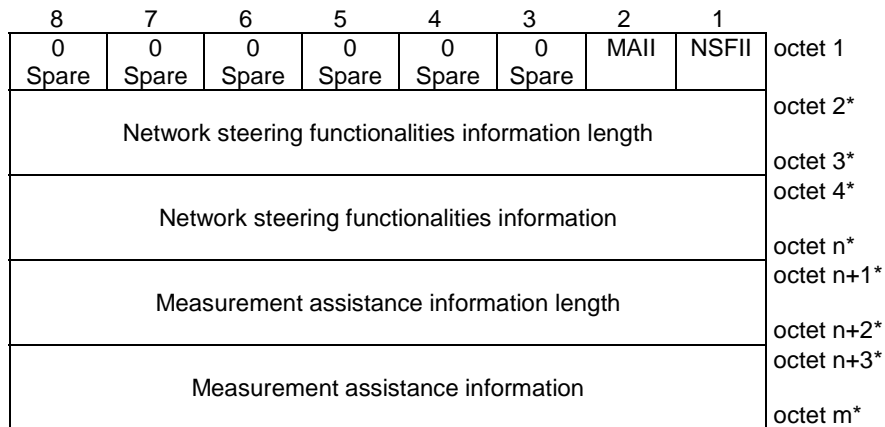 8 7 6 5 4 3 2 1
0 0 0 0 0 0 MAII NSFII octet 1
Spare Spare Spare Spare Spare Spare
octet 2*
Network steering functionalities information length
octet 3*
octet 4*
Network steering functionalities information
octet n*
octet n+1*
Measurement assistance information length
octet n+2*
octet n+3*
Measurement assistance information
octet m*